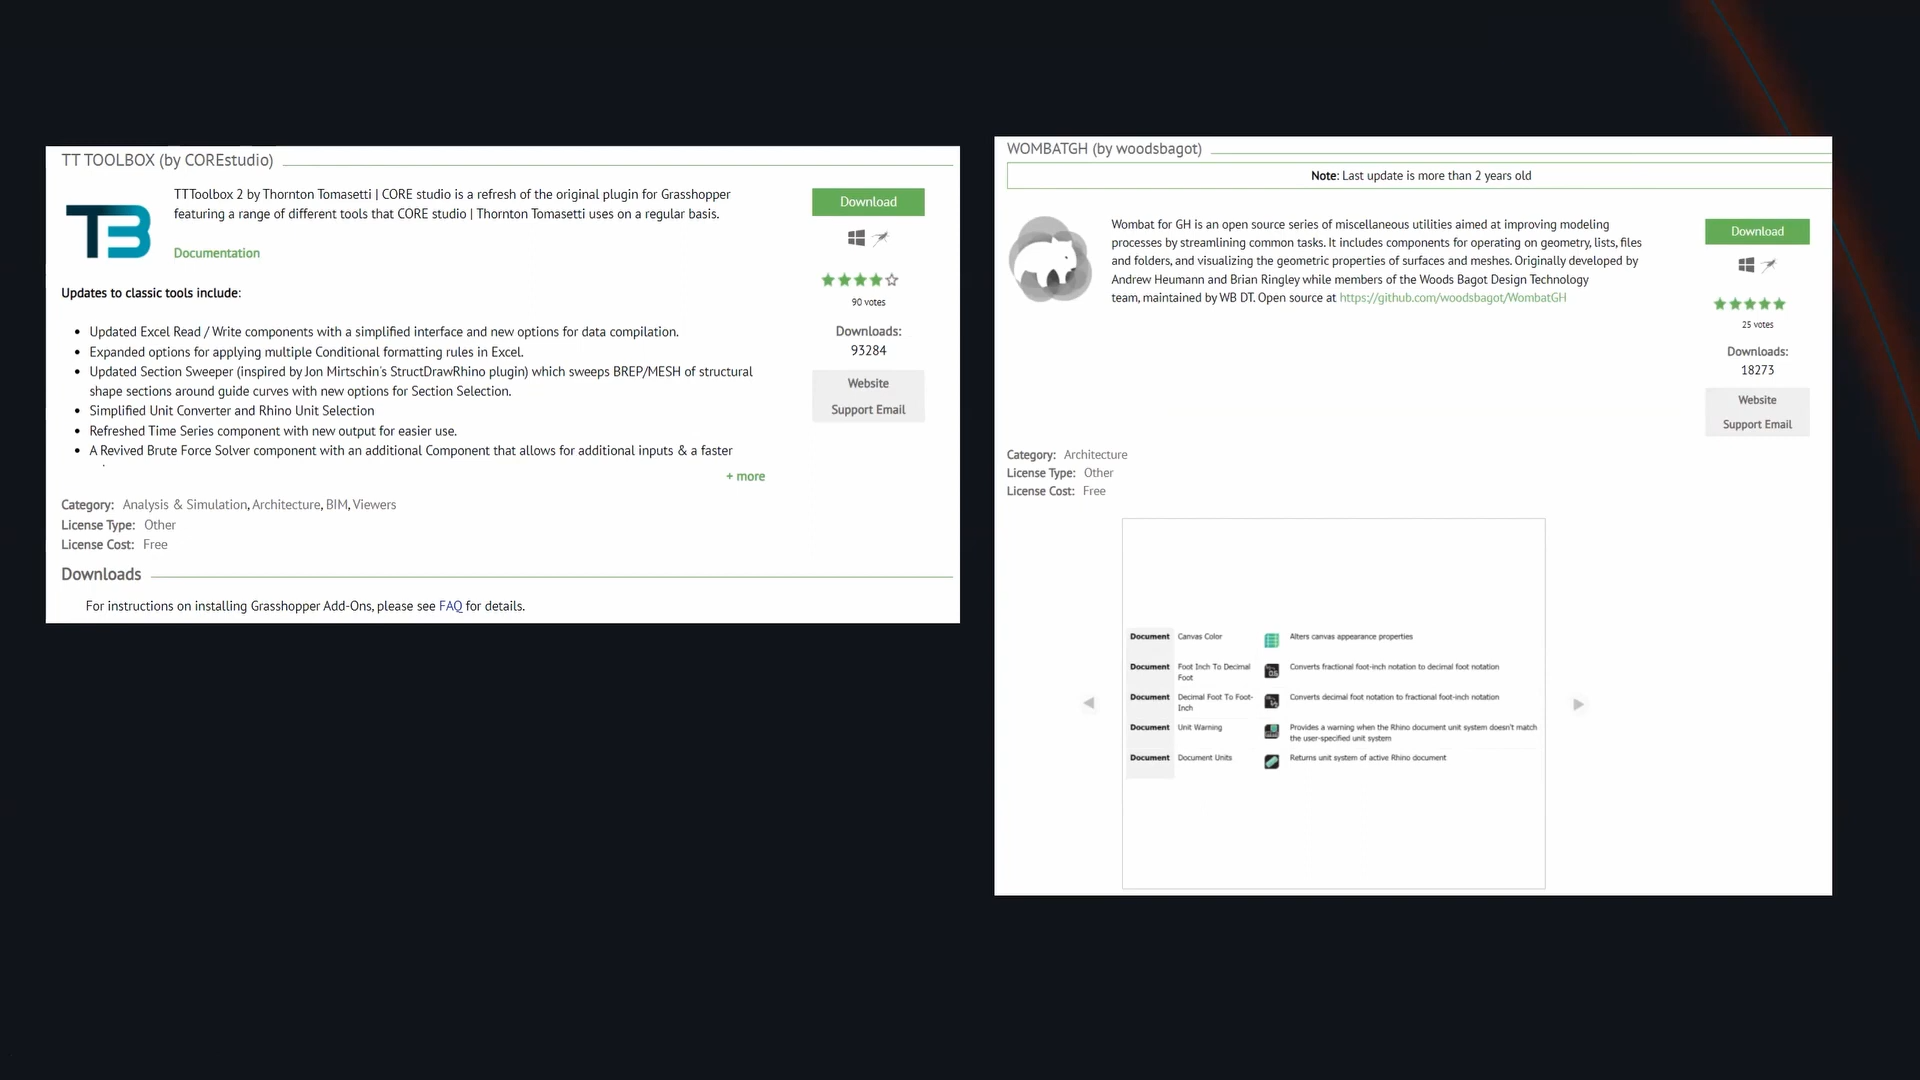 TT TOOLBOX (by COREstudio)
TTToolbox 2 by Thornton Tomasetti | CORE studio is a refresh of the original plugin for Grasshopper
featuring a range of different tools that CORE studio | Thornton Tomasetti uses on a regular basis.
Documentation
Updates to classic tools include:
• Updated Excel Read / Write components with a simplified interface and new options for data compilation.
• Expanded options for applying multiple Conditional formatting rules in Excel.
• Updated Section Sweeper (inspired by Jon Mirtschin's StructDrawRhino plugin) which sweeps BREP/MESH of structural
shape sections around guide curves with new options for Section Selection.
• Simplified Unit Converter and Rhino Unit Selection
• Refreshed Time Series component with new output for easier use.
• A Revived Brute Force Solver component with an additional Component that allows for additional inputs & a faster
+ more
Download
90 votes
Downloads:
93284
Website
Support Email
Category: Analysis & Simulation, Architecture, BIM, Viewers
License Type: Other
License Cost: Free
Downloads
For instructions on installing Grasshopper Add-Ons, please see FAQ for details.
WOMBATGH (by woodsbagot)
Note: Last update is more than 2 years old
Wombat for GH is an open source series of miscellaneous utilities aimed at improving modeling
processes by streamlining common tasks. It includes components for operating on geometry, lists, files
and folders, and visualizing the geometric properties of surfaces and meshes. Originally developed by
Andrew Heumann and Brian Ringley while members of the Woods Bagot Design Technology
team, maintained by WB DT. Open source at https://github.com/woodsbagot/WombatGH
Download
25 votes
Downloads:
18273
Website
Support Email
Category: Architecture
License Type: Other
License Cost: Free
Document Canvas Color Alters canvas appearance properties
Document Foot Inch To Decimal Converts fractional foot-inch notation to decimal foot notation
Foot
Document Decimal Foot To Foot- Converts decimal foot notation to fractional foot-inch notation
Inch
Document Unit Warning Provides a warning when the Rhino document unit system doesn't match
the user-specified unit system
Document Document Units Returns unit system of active Rhino document